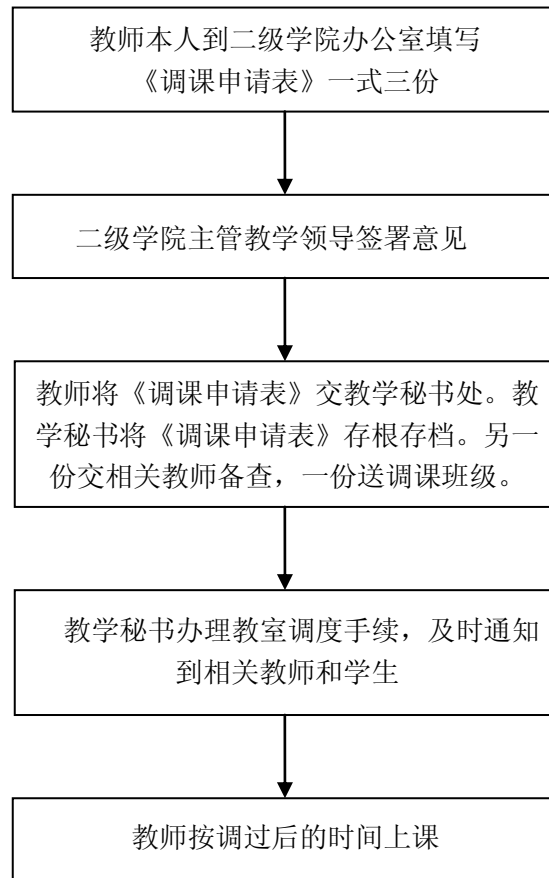 教师本人到二级学院办公室填写
《调课申请表》一式三份
二级学院主管教学领导签署意见
教师将《调课申请表》交教学秘书处。教
学秘书将《调课申请表》存根存档。另一
份交相关教师备查，一份送调课班级。
教学秘书办理教室调度手续，及时通知
到相关教师和学生
教师按调过后的时间上课